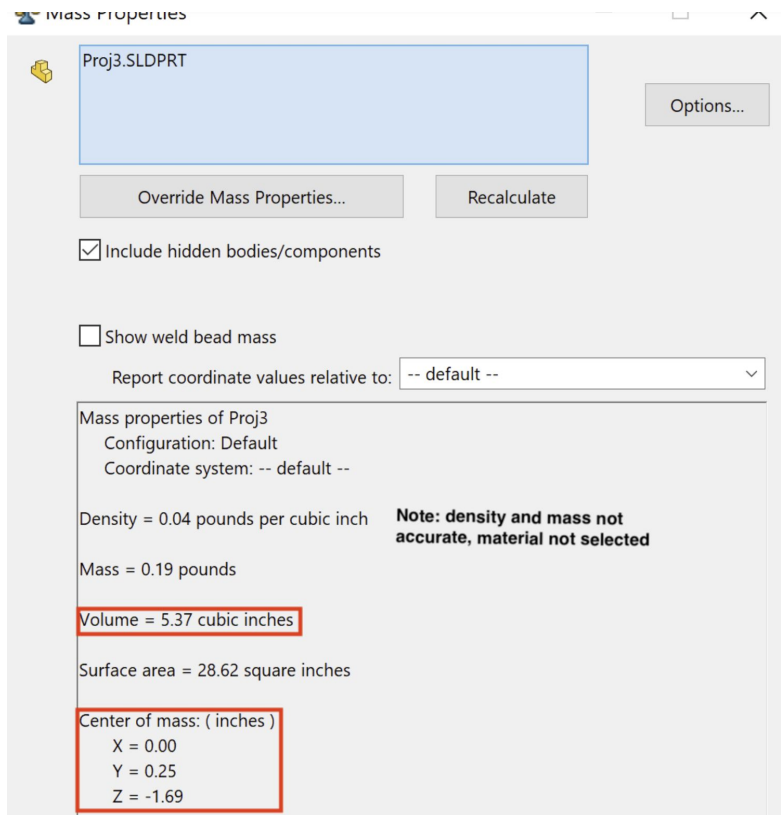 Mass Properties
Proj3.SLDPRT
Options...
Override Mass Properties...
Recalculate
Include hidden bodies/components
Show weld bead mass
Report coordinate values relative to:
-- default --
Mass properties of Proj3
Configuration: Default
Coordinate system: -- default --
Density = 0.04 pounds per cubic inch
Note: density and mass not
accurate, material not selected
Mass = 0.19 pounds
Volume = 5.37 cubic inches
Surface area = 28.62 square inches
Center of mass: ( inches )
X = 0.00
Y = 0.25
Z = -1.69